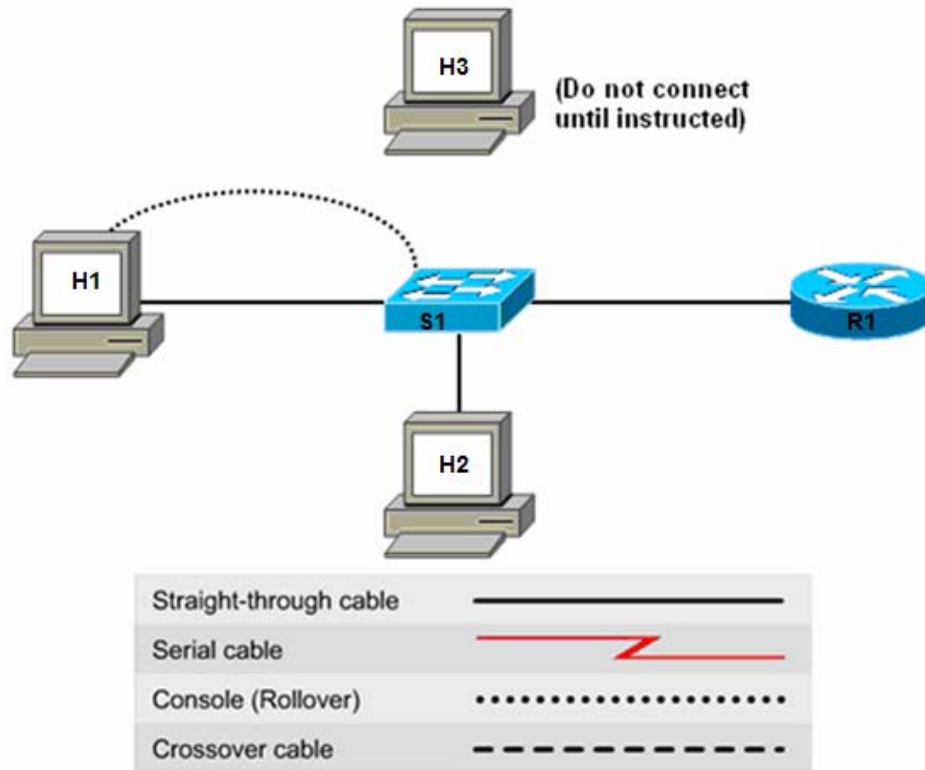 H3
(Do not connect
until instructed)
H1
S1
R1
H2
Straight-through cable
Serial cable
Console (Rollover)
Crossover cable